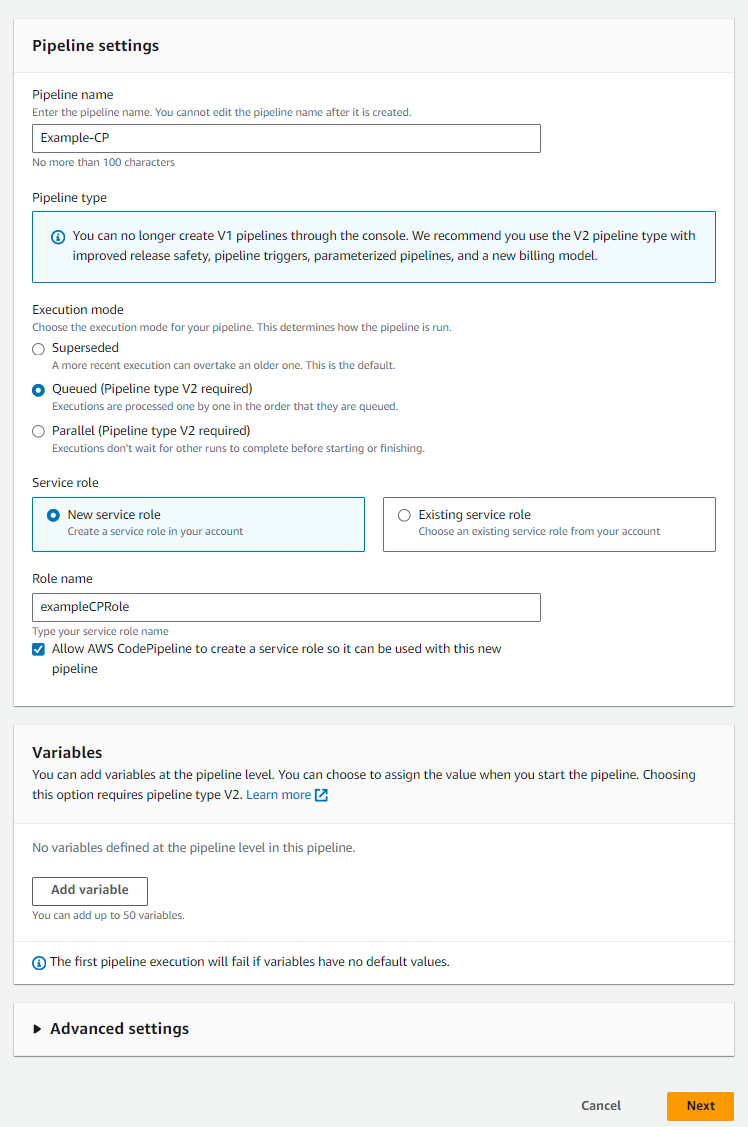 Pipeline settings
Pipeline name
Enter the pipeline name. You cannot edit the pipeline name after it is created.
Example-CP
No more than 100 characters
Pipeline type
You can no longer create V1 pipelines through the console. We recommend you use the V2 pipeline type with
improved release safety, pipeline triggers, parameterized pipelines, and a new billing model.
Execution mode
Choose the execution mode for your pipeline. This determines how the pipeline is run.
Superseded
A more recent execution can overtake an older one. This is the default.
Queued (Pipeline type V2 required)
Executions are processed one by one in the order that they are queued.
Parallel (Pipeline type V2 required)
Executions don't wait for other runs to complete before starting or finishing.
Service role
New service role
Create a service role in your account
Existing service role
Choose an existing service role from your account
Role name
exampleCPRole
Type your service role name
Allow AWS CodePipeline to create a service role so it can be used with this new
pipeline
Variables
You can add variables at the pipeline level. You can choose to assign the value when you start the pipeline. Choosing
this option requires pipeline type V2. Learn more
No variables defined at the pipeline level in this pipeline.
Add variable
You can add up to 50 variables.
The first pipeline execution will fail if variables have no default values.
Advanced settings
Cancel
Next